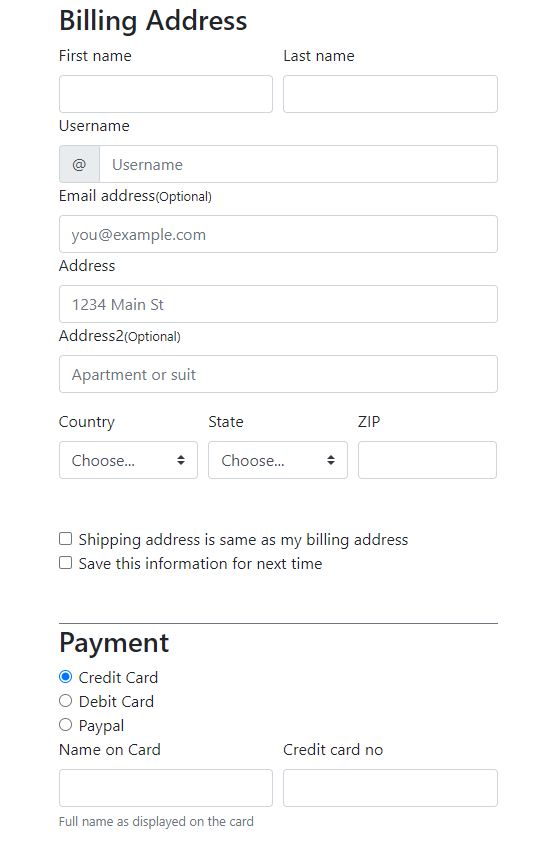 Billing Address
First name Last name
Username
@ Username
Email address(Optional)
you@example.com
Address
1234 Main St
Address2(Optional)
Apartment or suit
Country State ZIP
Choose... Choose...
Shipping address is same as my billing address
Save this information for next time
Payment
Credit Card
Debit Card
Paypal
Name on Card Credit card no
Full name as displayed on the card